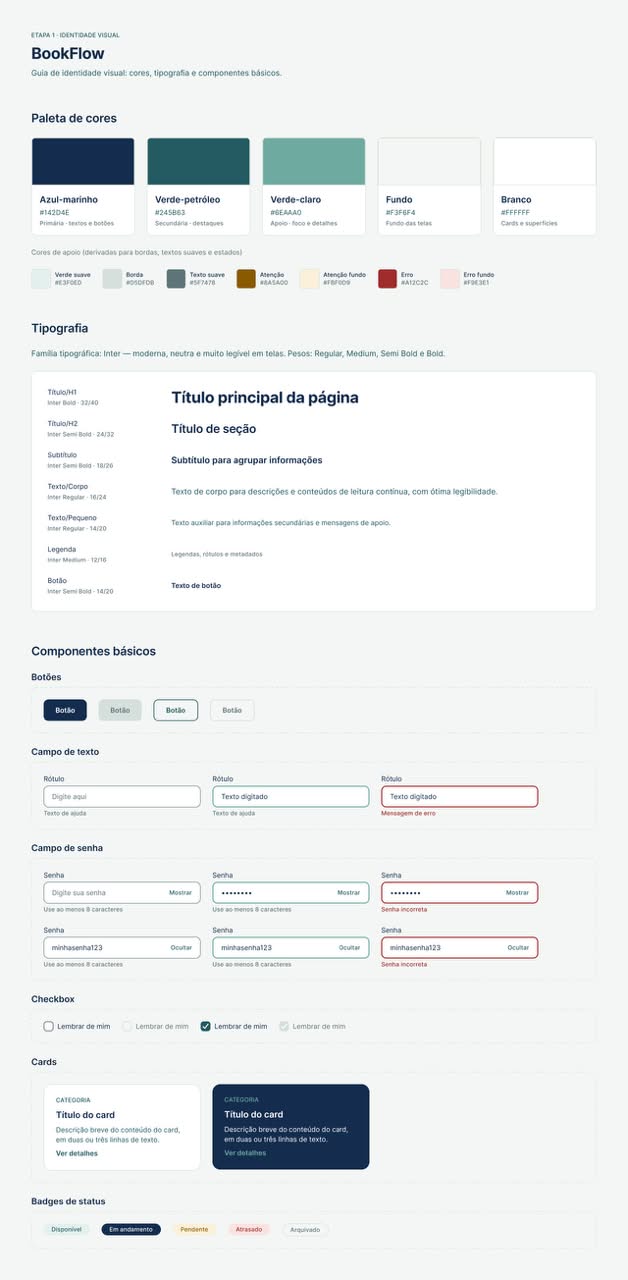 ETAPA 1 · IDENTIDADE VISUAL
BookFlow
Guia de identidade visual: cores, tipografia e componentes básicos.
Paleta de cores
Azul-marinho
#142D4E
Primária · textos e botões
Verde-petróleo
#245B63
Secundária · destaques
Verde-claro
#6EAAA0
Apoio · foco e detalhes
Fundo
#F3F6F4
Fundo das telas
Branco
#FFFFFF
Cards e superfícies
Cores de apoio (derivadas para bordas, textos suaves e estados)
Verde suave
#E3F0ED
Borda
#D5DFDB
Texto suave
#5F7478
Atenção
#8A5A00
Atenção fundo
#FBF0D9
Erro
#A12C2C
Erro fundo
#F9E3E1
Tipografia
Família tipográfica: Inter — moderna, neutra e muito legível em telas. Pesos: Regular, Medium, Semi Bold e Bold.
Título/H1
Inter Bold · 32/40
Título principal da página
Título/H2
Inter Semi Bold · 24/32
Título de seção
Subtítulo
Inter Semi Bold · 18/26
Subtítulo para agrupar informações
Texto/Corpo
Inter Regular · 16/24
Texto de corpo para descrições e conteúdos de leitura contínua, com ótima legibilidade.
Texto/Pequeno
Inter Regular · 14/20
Texto auxiliar para informações secundárias e mensagens de apoio.
Legenda
Inter Medium · 12/16
Legendas, rótulos e metadados
Botão
Inter Semi Bold · 14/20
Texto de botão
Componentes básicos
Botões
Botão Botão Botão Botão
Campo de texto
Rótulo Rótulo Rótulo
Digite aqui Texto digitado Texto digitado
Texto de ajuda Texto de ajuda Mensagem de erro
Campo de senha
Senha Senha Senha
Digite sua senha Mostrar •••••••• Mostrar •••••••• Mostrar
Use ao menos 8 caracteres Use ao menos 8 caracteres Senha incorreta
Senha Senha Senha
minhasenha123 Ocultar minhasenha123 Ocultar minhasenha123 Ocultar
Use ao menos 8 caracteres Use ao menos 8 caracteres Senha incorreta
Checkbox
Lembrar de mim Lembrar de mim Lembrar de mim Lembrar de mim
Cards
CATEGORIA
Título do card
Descrição breve do conteúdo do card,
em duas ou três linhas de texto.
Ver detalhes
CATEGORIA
Título do card
Descrição breve do conteúdo do card,
em duas ou três linhas de texto.
Ver detalhes
Badges de status
Disponível Em andamento Pendente Atrasado Arquivado